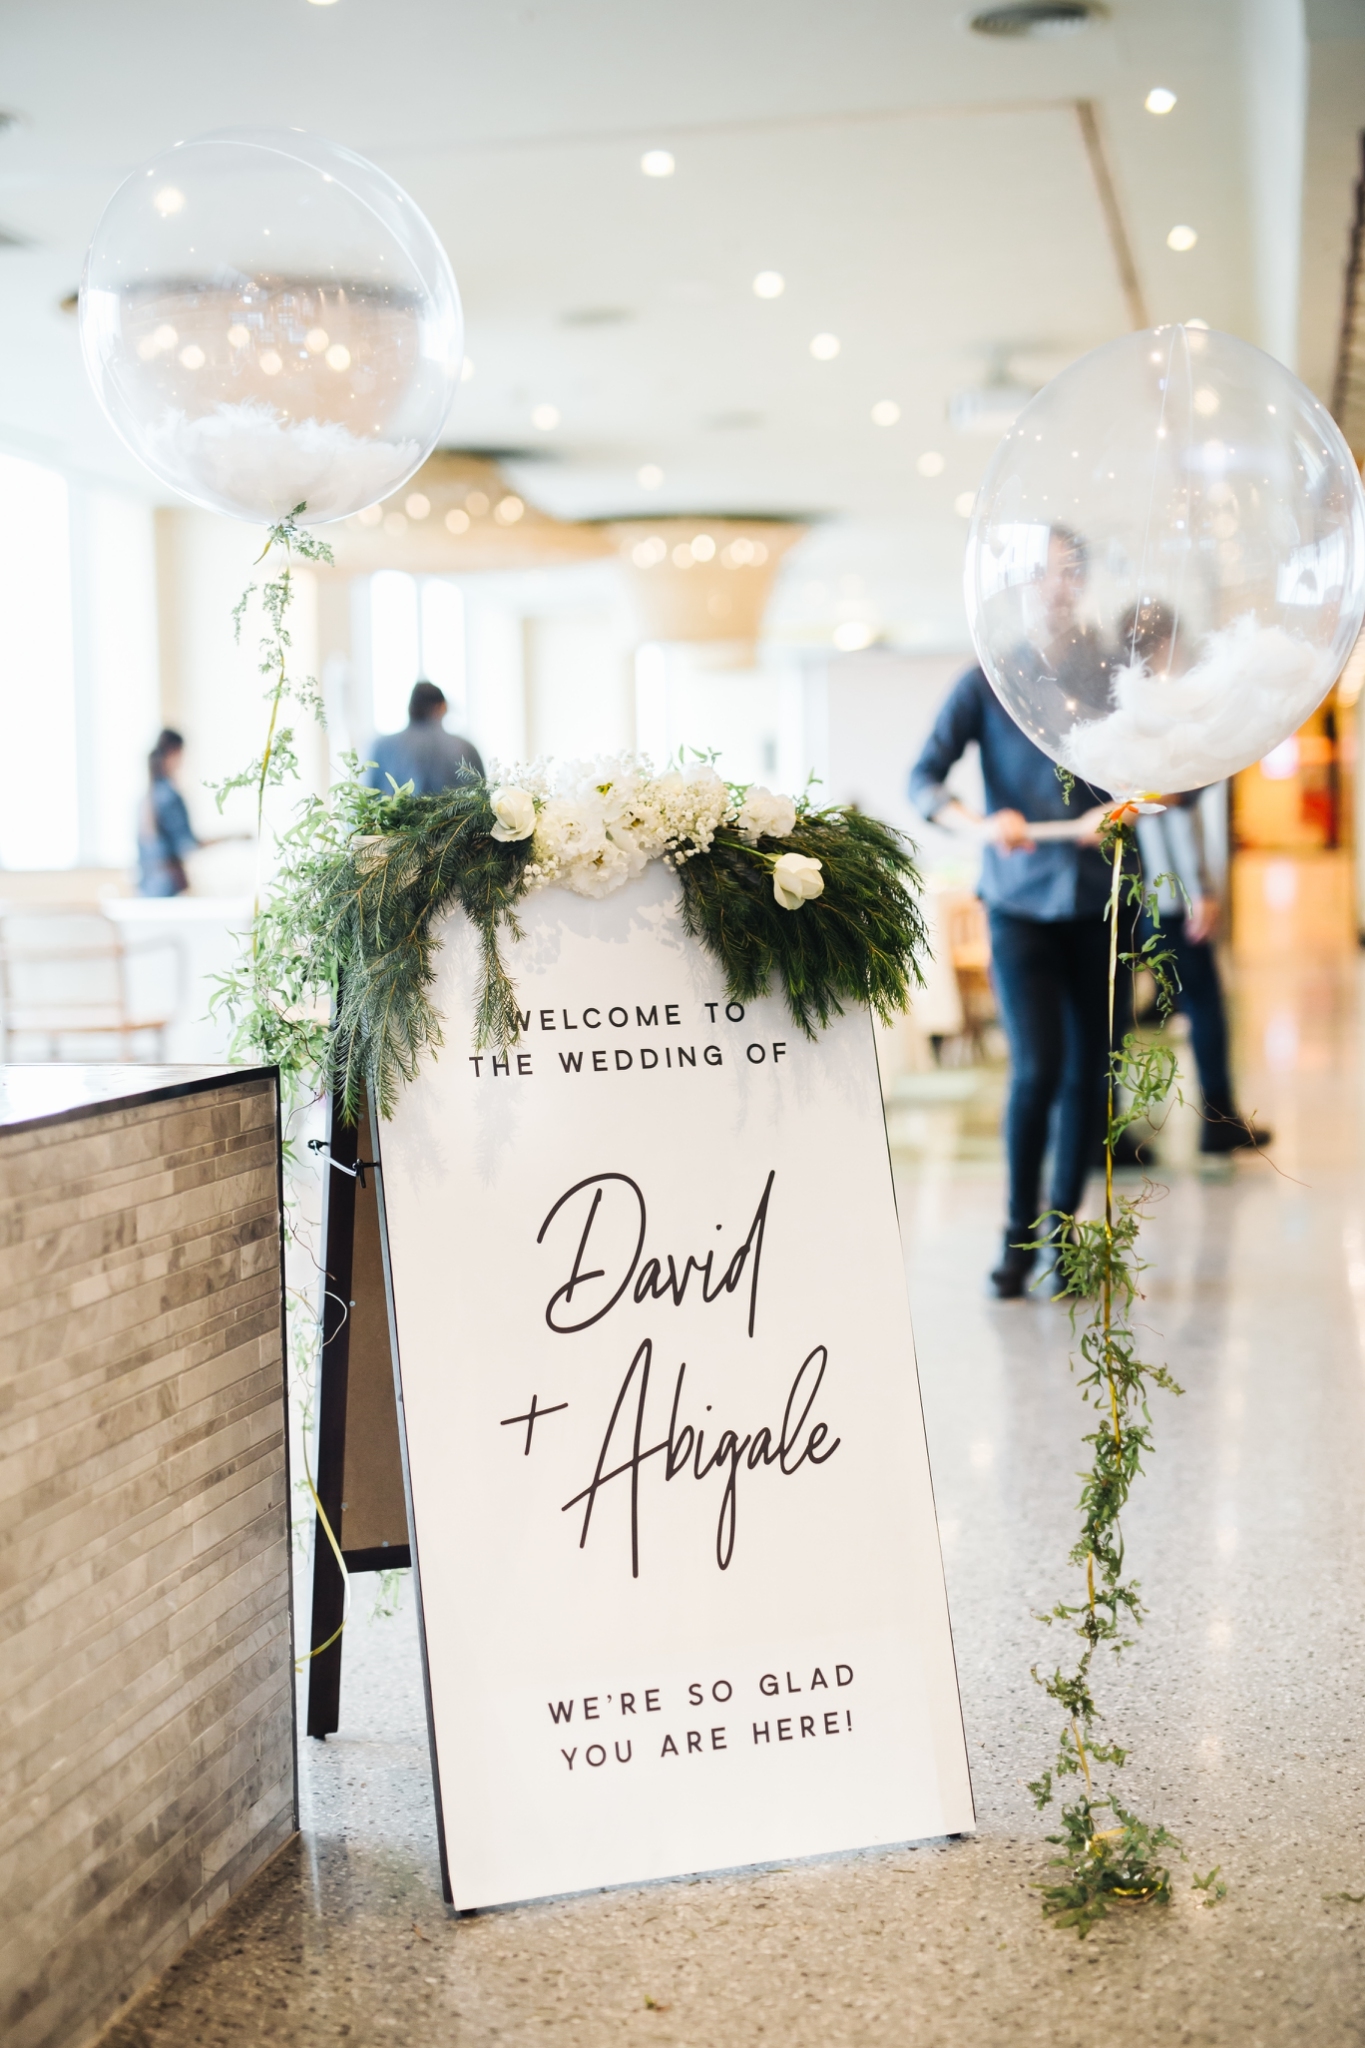 WELCOME TO
THE WEDDING OF
David
+ Abigale
WE'RE SO GLAD
YOU ARE HERE!